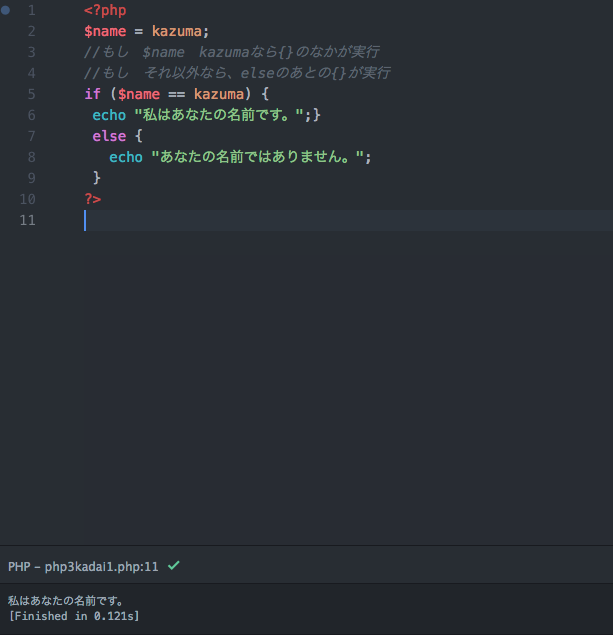 1 <?php
2 $name = kazuma;
3 //もし　$name　kazumaなら{}のなかが実行
4 //もし　それ以外なら、elseのあとの{}が実行
5 if ($name == kazuma) {
6  echo "私はあなたの名前です。";}
7  else {
8    echo "あなたの名前ではありません。";
9  }
10 ?>
11
PHP - php3kadai1.php:11
私はあなたの名前です。
[Finished in 0.121s]